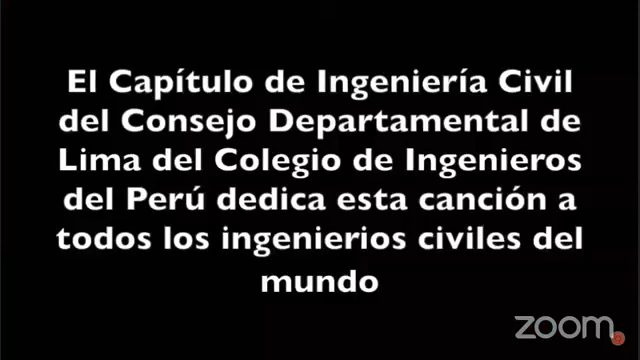 El Capítulo de Ingeniería Civil
del Consejo Departamental de
Lima del Colegio de Ingenieros
del Perú dedica esta canción a
todos los ingenierios civiles del
mundo
zoom